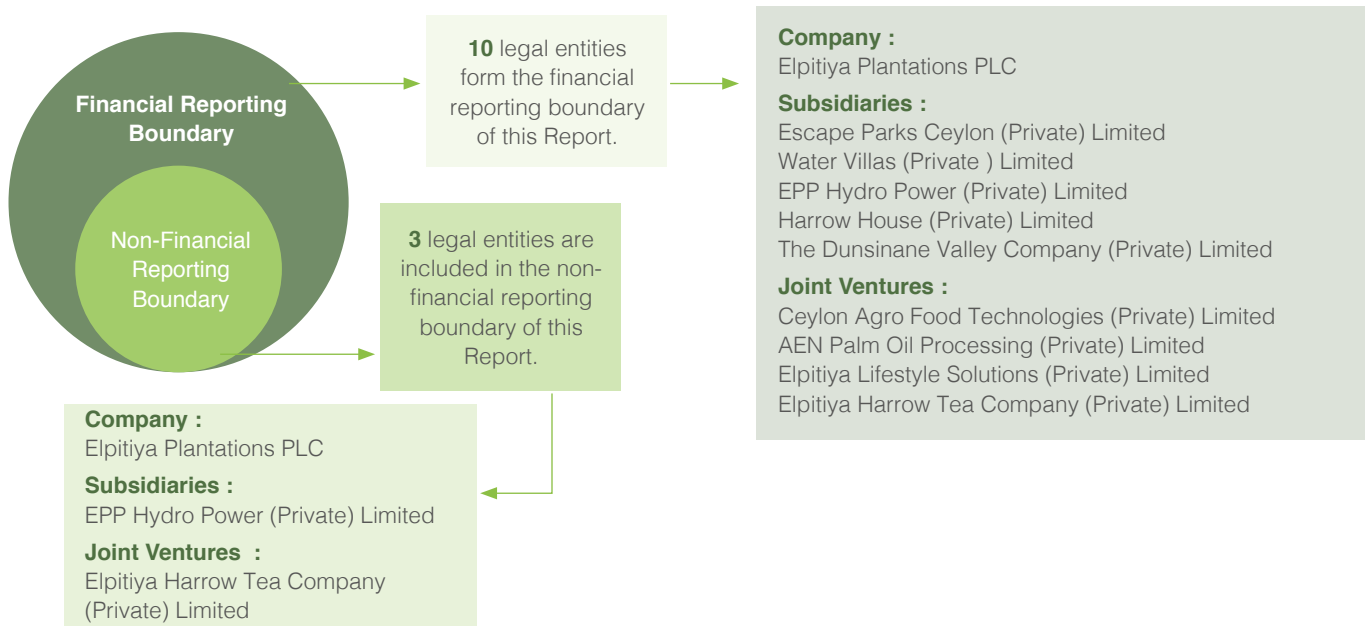 Financial Reporting
Boundary
Non-Financial
Reporting
Boundary
10 legal entities
form the financial
reporting boundary
of this Report.
3 legal entities are
included in the non-
financial reporting
boundary of this
Report.
Company :
Elpitiya Plantations PLC
Subsidiaries :
Escape Parks Ceylon (Private) Limited
Water Villas (Private ) Limited
EPP Hydro Power (Private) Limited
Harrow House (Private) Limited
The Dunsinane Valley Company (Private) Limited
Joint Ventures :
Ceylon Agro Food Technologies (Private) Limited
AEN Palm Oil Processing (Private) Limited
Elpitiya Lifestyle Solutions (Private) Limited
Elpitiya Harrow Tea Company (Private) Limited
Company :
Elpitiya Plantations PLC
Subsidiaries :
EPP Hydro Power (Private) Limited
Joint Ventures  :
Elpitiya Harrow Tea Company
(Private) Limited